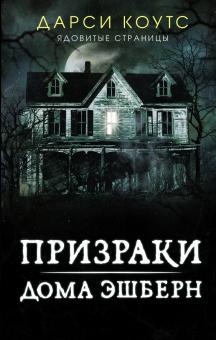 ДАРСИ КОУТС
ЯДОВИТЫЕ СТРАНИЦЫ
ПРИЗРАКИ
ДОМА ЭШБЕРН